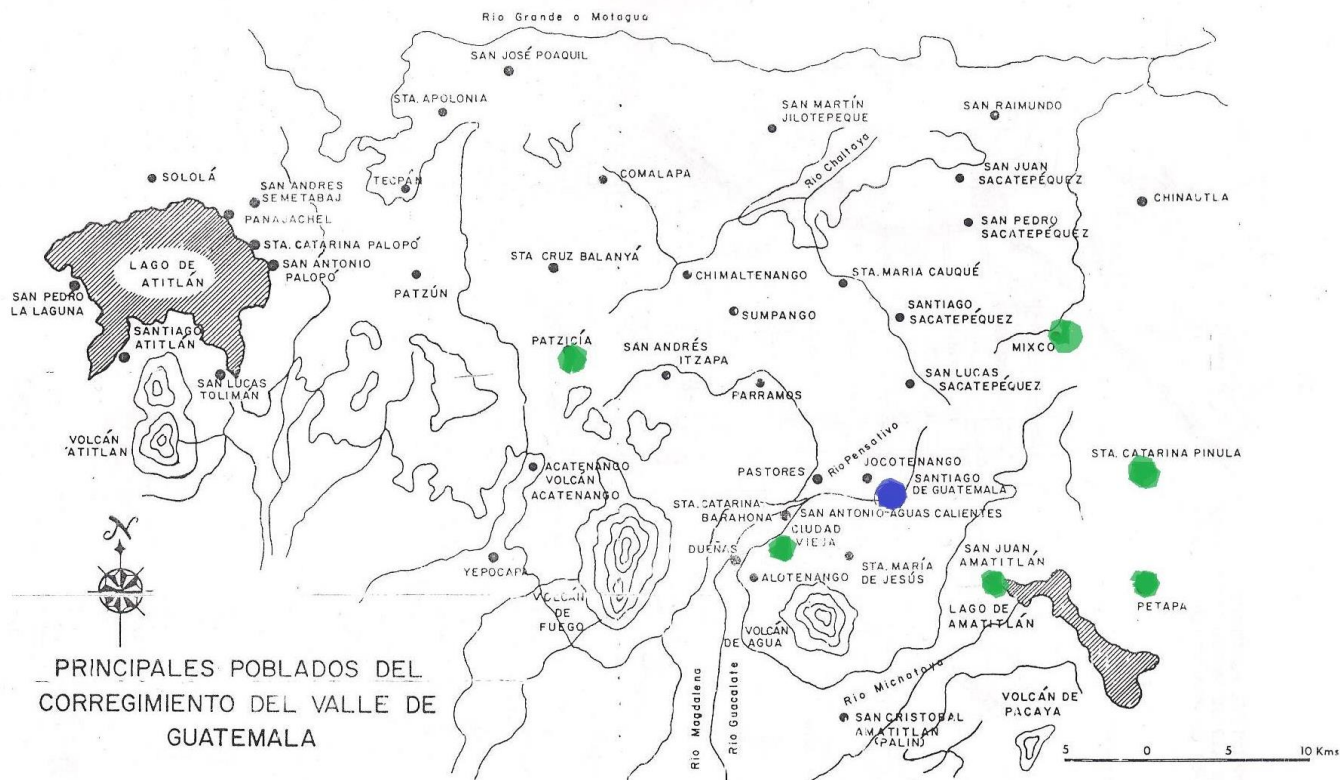 Rio Grande o Motagua
SAN JOSÉ POAQUIL
STA. APOLONIA
SAN MARTÍN
JILOTEPEQUE
SAN RAIMUNDO
Rio Chaltaya
SOLOLÁ
SAN ANDRES
SEMETABAJ
PANAJACHEL
TECPÁN
COMALAPA
SAN JUAN
SACATEPÉQUEZ
CHINAUTLA
SAN PEDRO
SACATEPÉQUEZ
STA. CATARINA PALOPÓ
LAGO DE
ATITLÁN
SAN ANTONIO
PALOPÓ
PATZÚN
STA. CRUZ BALANYÁ
CHIMALTENANGO
STA. MARIA CAUQUÉ
SAN PEDRO
LA LAGUNA
SUMPANGO
SANTIAGO
SACATEPÉQUEZ
SANTIAGO
ATITLÁN
PATZICÍA
SAN ANDRÉS
ITZAPA
MIXCO
SAN LUCAS
TOLIMÁN
PARRAMOS
SAN LUCAS
SACATEPÉQUEZ
VOLCÁN
ATITLÁN
Rio Pensativo
STA. CATARINA PINULA
ACATENANGO
VOLCÁN
ACATENANGO
PASTORES
JOCOTENANGO
SANTIAGO
DE GUATEMALA
STA. CATARINA
BARAHONA
SAN ANTONIO AGUAS CALIENTES
CIUDAD
VIEJA
N
YEPOCAPA
DUEÑAS
ALOTENANGO
STA. MARÍA
DE JESÚS
SAN JUAN
AMATITLÁN
LAGO DE
AMATITLÁN
PETAPA
VOLCÁN
DE
FUEGO
VOLCÁN
DE AGUA
PRINCIPALES POBLADOS DEL
CORREGIMIENTO DEL VALLE DE
GUATEMALA
Rio Magdalena
Rio Guacalate
Rio Michatoya
SAN CRISTOBAL
AMATITLÁN
(PALIN)
VOLCÁN DE
PACAYA
5 0 10 Kms